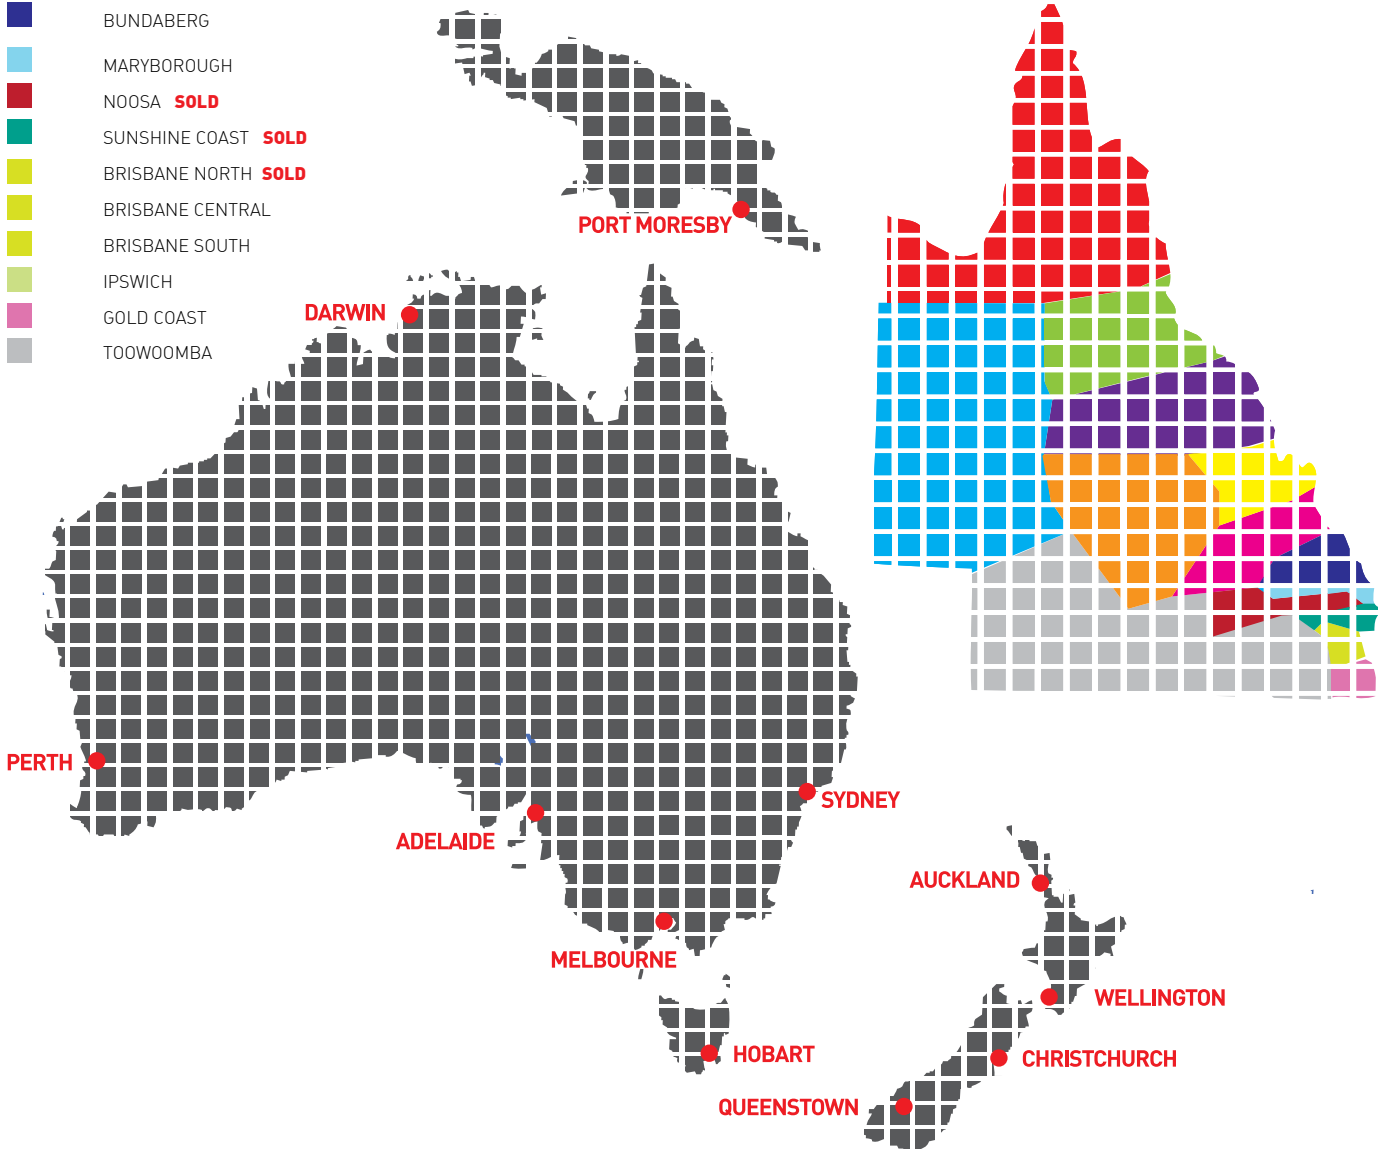 BUNDABERG
MARYBOROUGH
NOOSA SOLD
SUNSHINE COAST SOLD
BRISBANE NORTH SOLD
BRISBANE CENTRAL
BRISBANE SOUTH
IPSWICH
GOLD COAST
TOOWOOMBA
PORT MORESBY
DARWIN
PERTH
SYDNEY
ADELAIDE
AUCKLAND
MELBOURNE
WELLINGTON
HOBART
CHRISTCHURCH
QUEENSTOWN